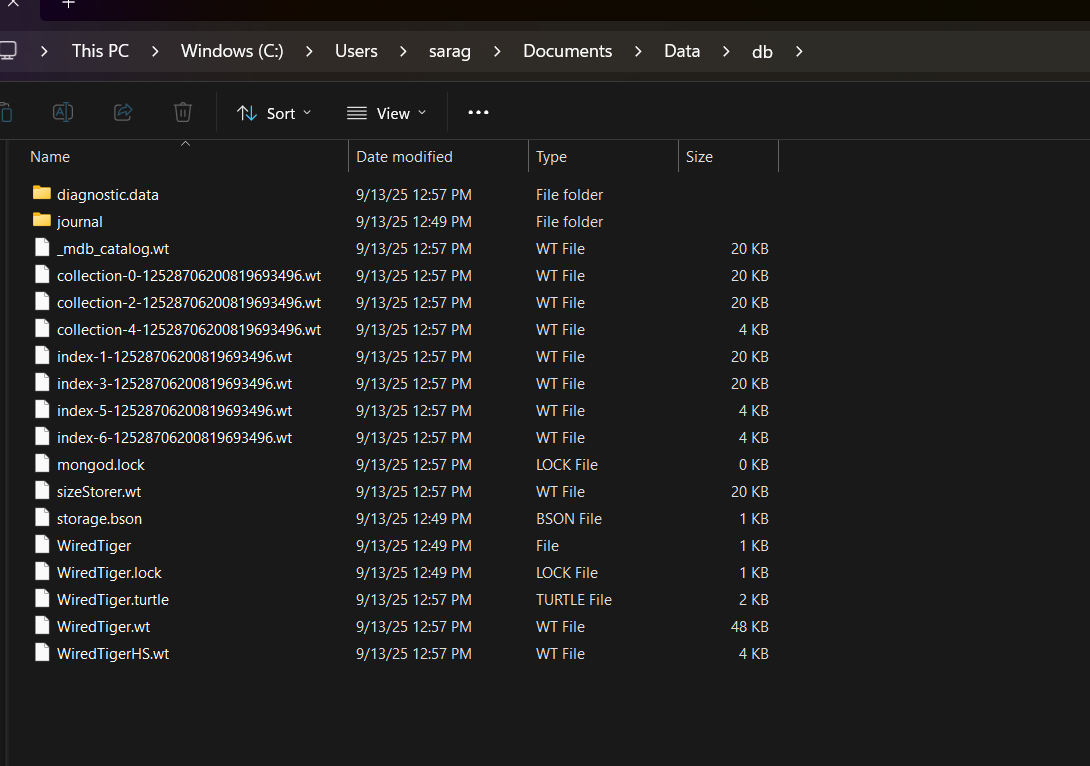 This PC > Windows (C:) > Users > sarag > Documents > Data > db >
Sort View
Name Date modified Type Size
diagnostic.data 9/13/25 12:57 PM File folder
journal 9/13/25 12:49 PM File folder
_mdb_catalog.wt 9/13/25 12:57 PM WT File 20 KB
collection-0-12528706200819693496.wt 9/13/25 12:57 PM WT File 20 KB
collection-2-12528706200819693496.wt 9/13/25 12:57 PM WT File 20 KB
collection-4-12528706200819693496.wt 9/13/25 12:57 PM WT File 4 KB
index-1-12528706200819693496.wt 9/13/25 12:57 PM WT File 20 KB
index-3-12528706200819693496.wt 9/13/25 12:57 PM WT File 20 KB
index-5-12528706200819693496.wt 9/13/25 12:57 PM WT File 4 KB
index-6-12528706200819693496.wt 9/13/25 12:57 PM WT File 4 KB
mongod.lock 9/13/25 12:57 PM LOCK File 0 KB
sizeStorer.wt 9/13/25 12:57 PM WT File 20 KB
storage.bson 9/13/25 12:49 PM BSON File 1 KB
WiredTiger 9/13/25 12:49 PM File 1 KB
WiredTiger.lock 9/13/25 12:49 PM LOCK File 1 KB
WiredTiger.turtle 9/13/25 12:57 PM TURTLE File 2 KB
WiredTiger.wt 9/13/25 12:57 PM WT File 48 KB
WiredTigerHS.wt 9/13/25 12:57 PM WT File 4 KB